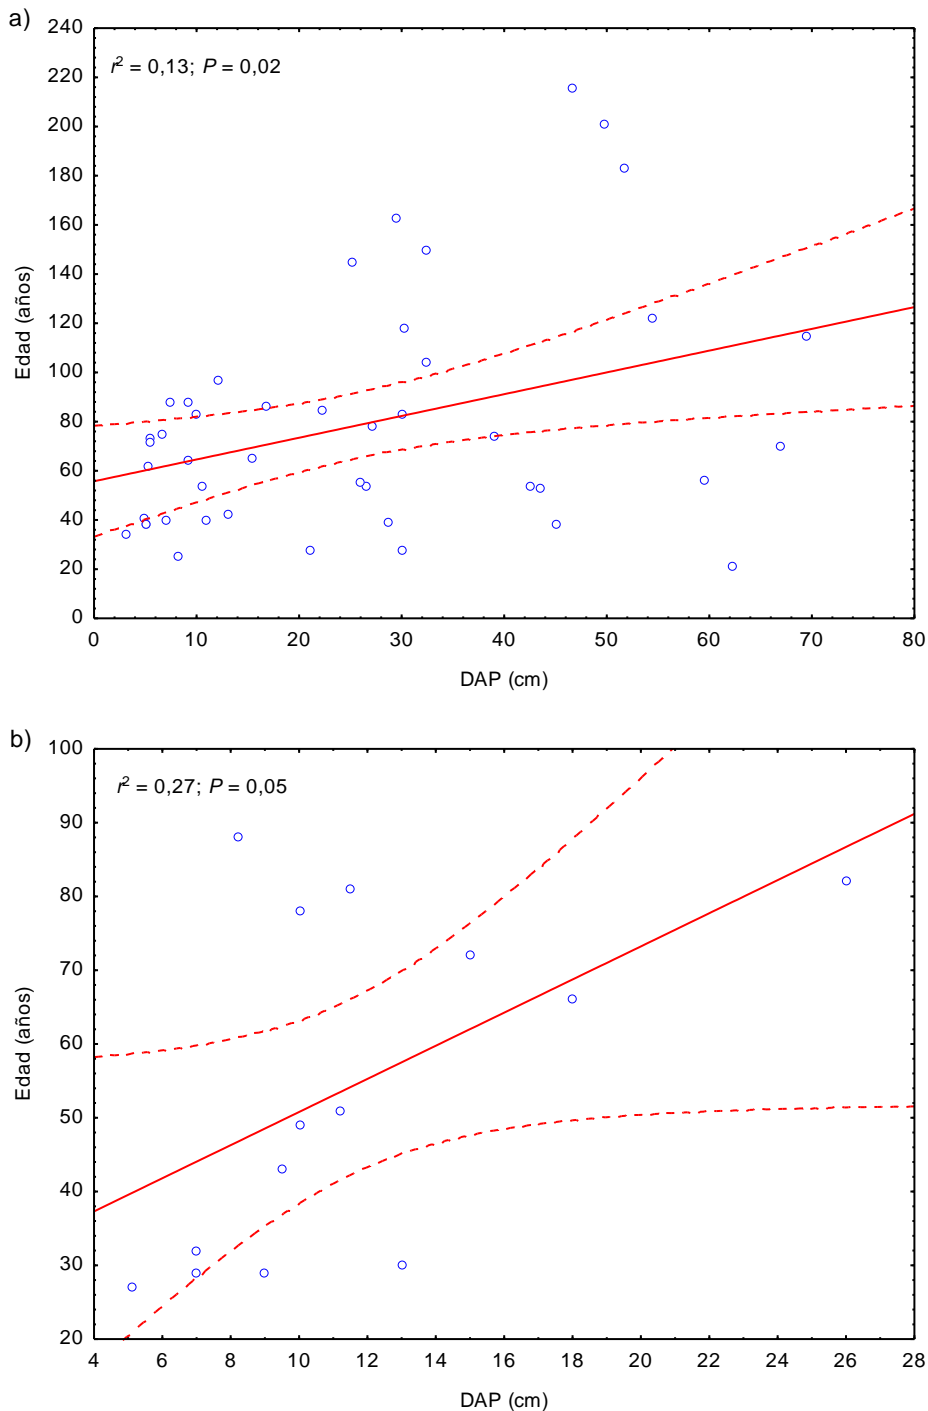 a)
240
220
200
180
160
140
120
100
80
60
40
20
0
r² = 0,13; P = 0,02
Edad (años)
0 10 20 30 40 50 60 70 80
DAP (cm)
b)
100
90
80
70
60
50
40
30
20
r² = 0,27; P = 0,05
Edad (años)
4 6 8 10 12 14 16 18 20 22 24 26 28
DAP (cm)